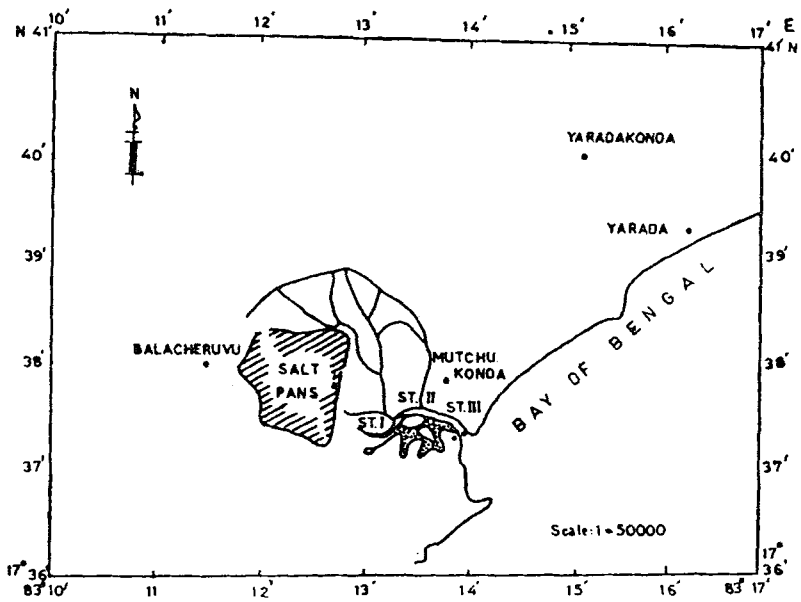 10' 11' 12' 13' 14' 15' 16' 17' E
N 41' 41' N
N
YARADAKONDA
40' 40'
YARADA
39' 39'
BAY OF BENGAL
BALACHERUVU
MUTCHU
KONDA
38' 38'
SALT
PANS
ST. II
ST. III
ST. I
37' 37'
Scale: 1 = 50000
17° 36' 17° 36'
83° 10' 11 12' 13' 14' 15' 16' 83° 17'